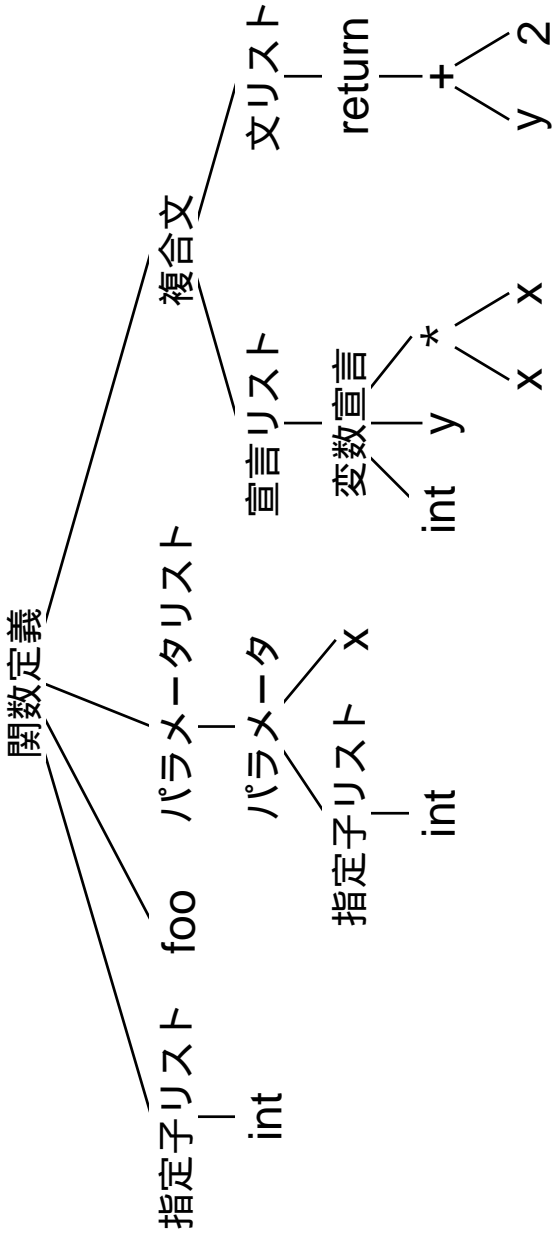 関数定義
指定子リスト foo パラメータリスト 複合文
int パラメータ 宣言リスト 文リスト
指定子リスト x 変数宣言 return
int int y * +
x x y 2